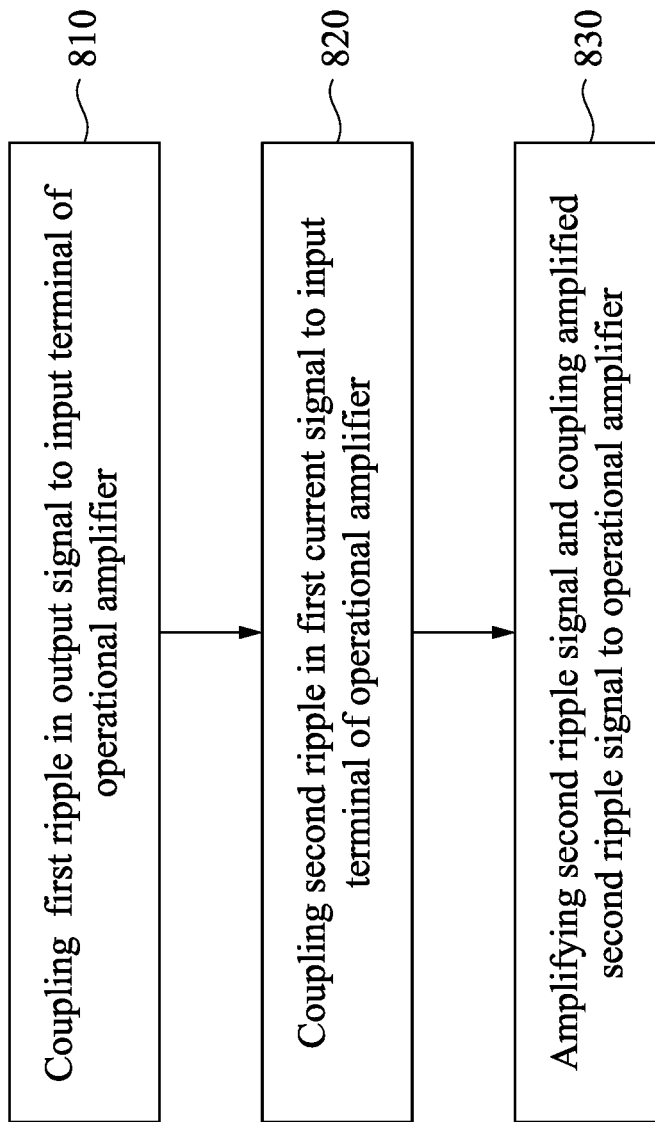 Coupling first ripple in output signal to input terminal of
operational amplifier
810
Coupling second ripple in first current signal to input
terminal of operational amplifier
820
Amplifying second ripple signal and coupling amplified
second ripple signal to operational amplifier
830